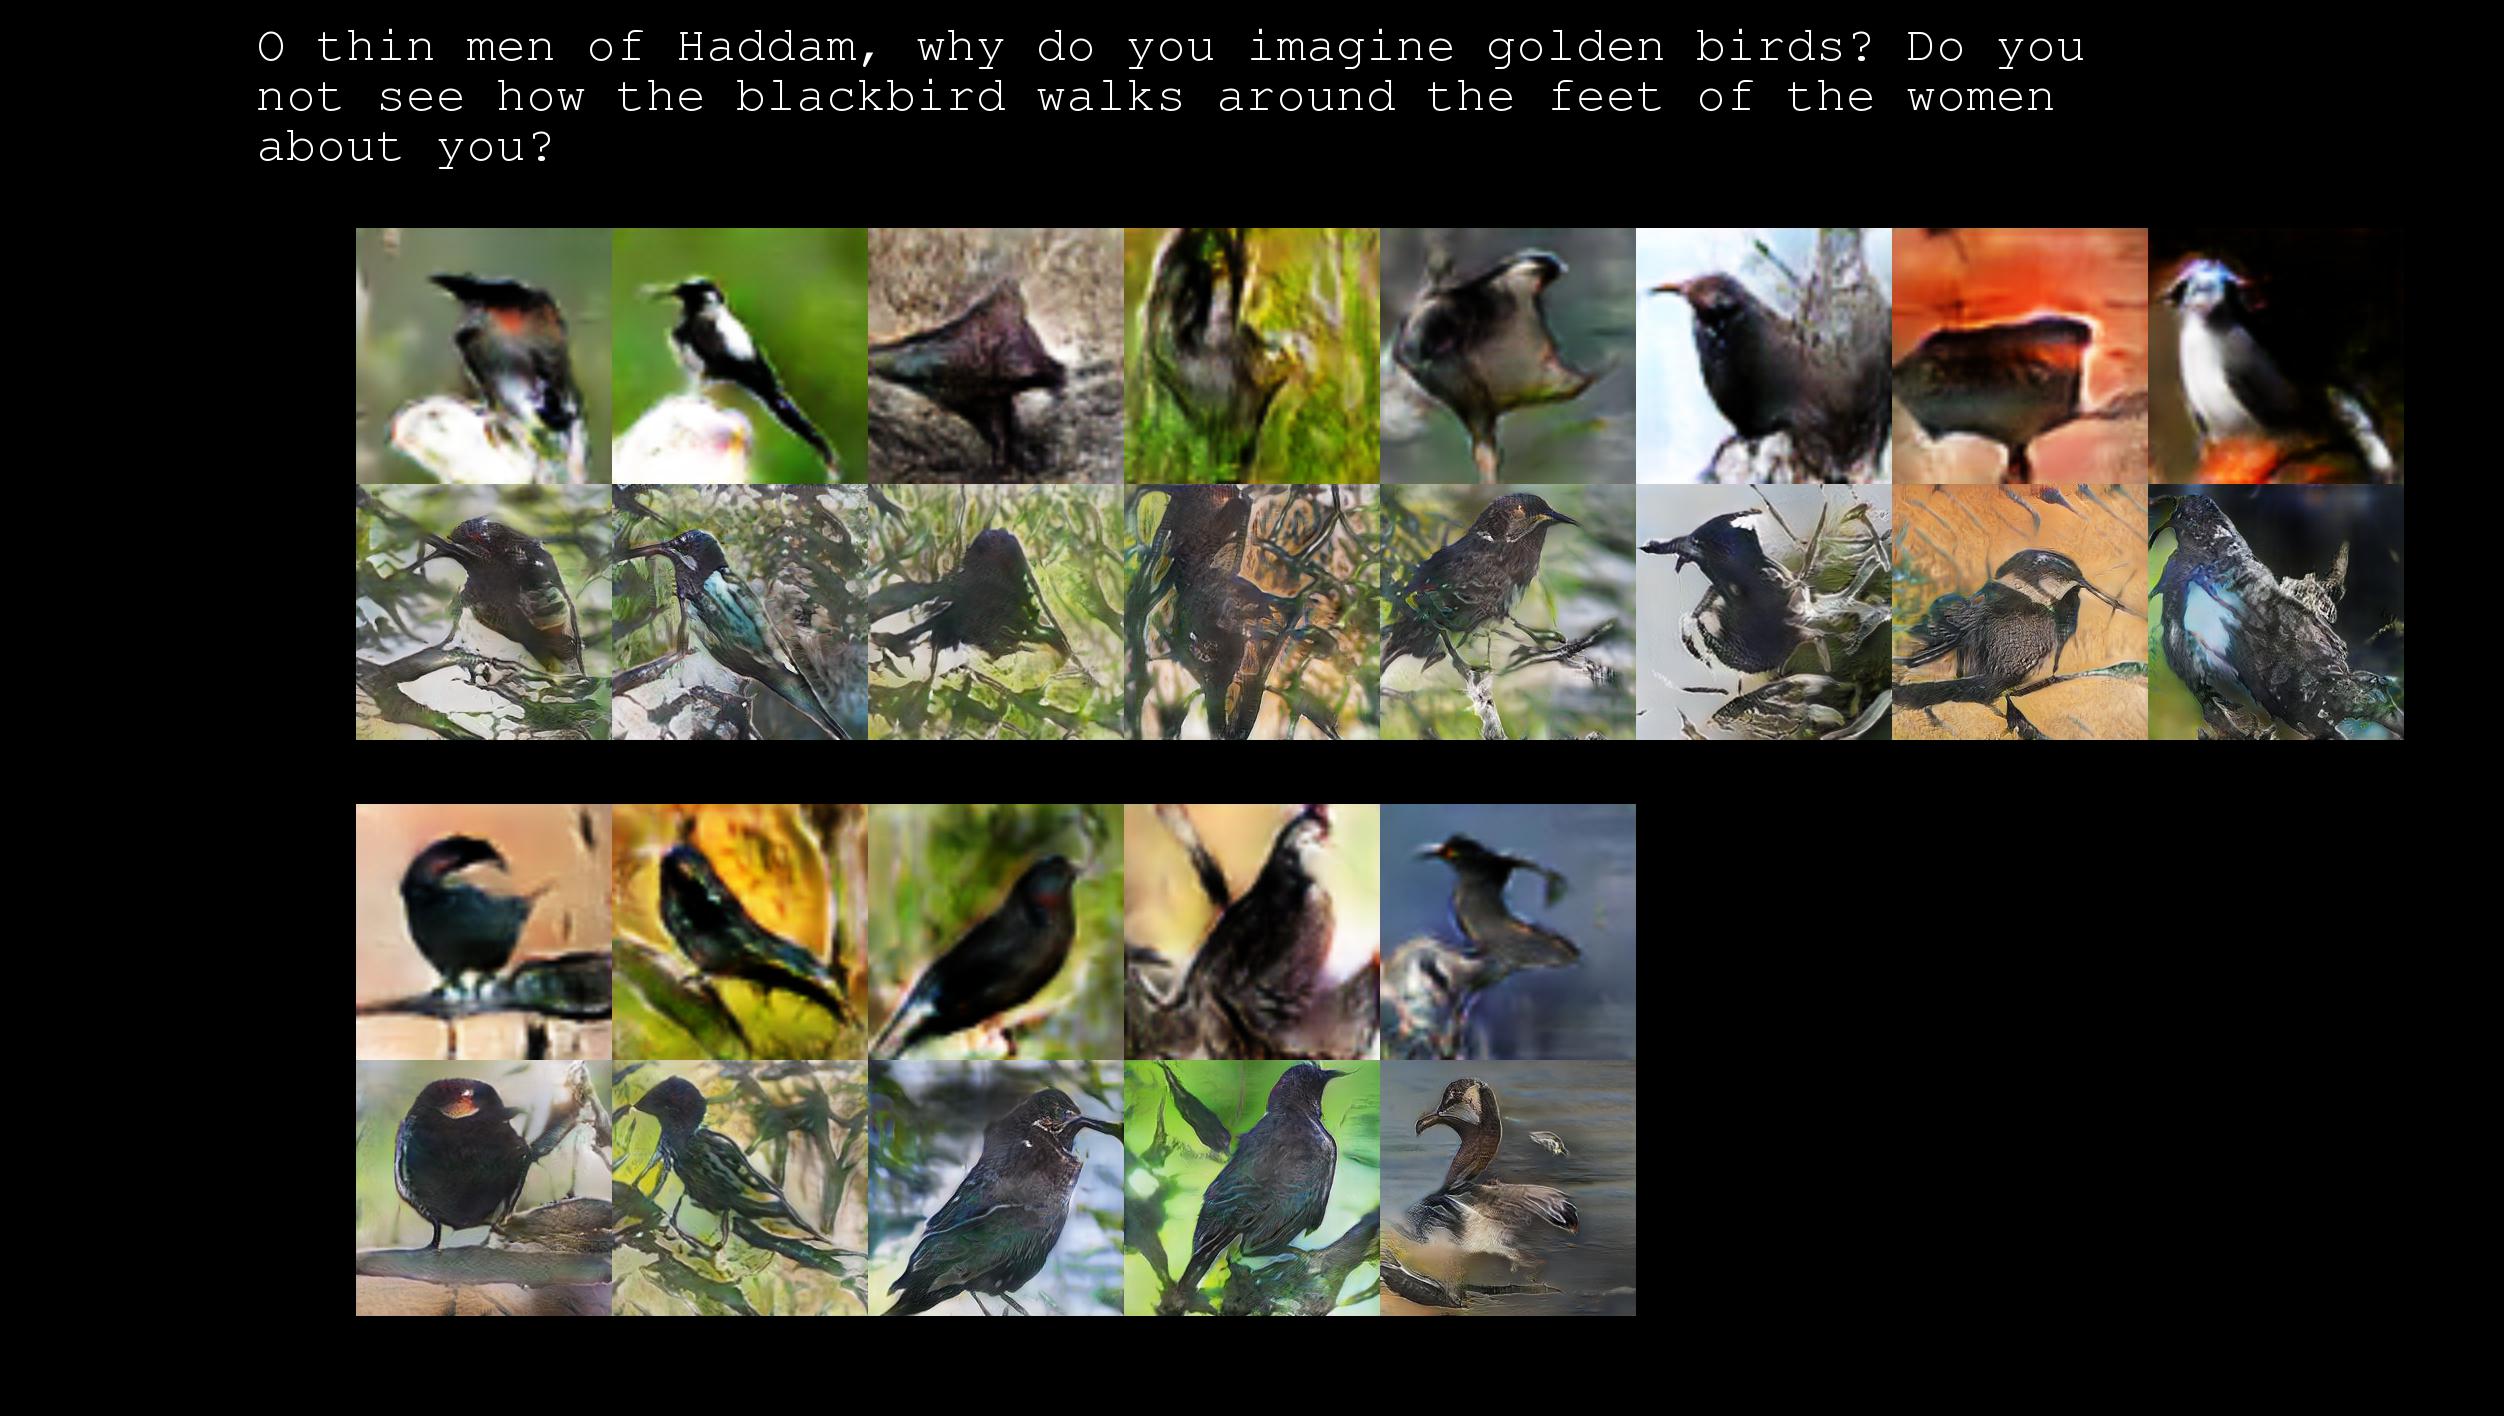 O thin men of Haddam, why do you imagine golden birds? Do you
not see how the blackbird walks around the feet of the women
about you?